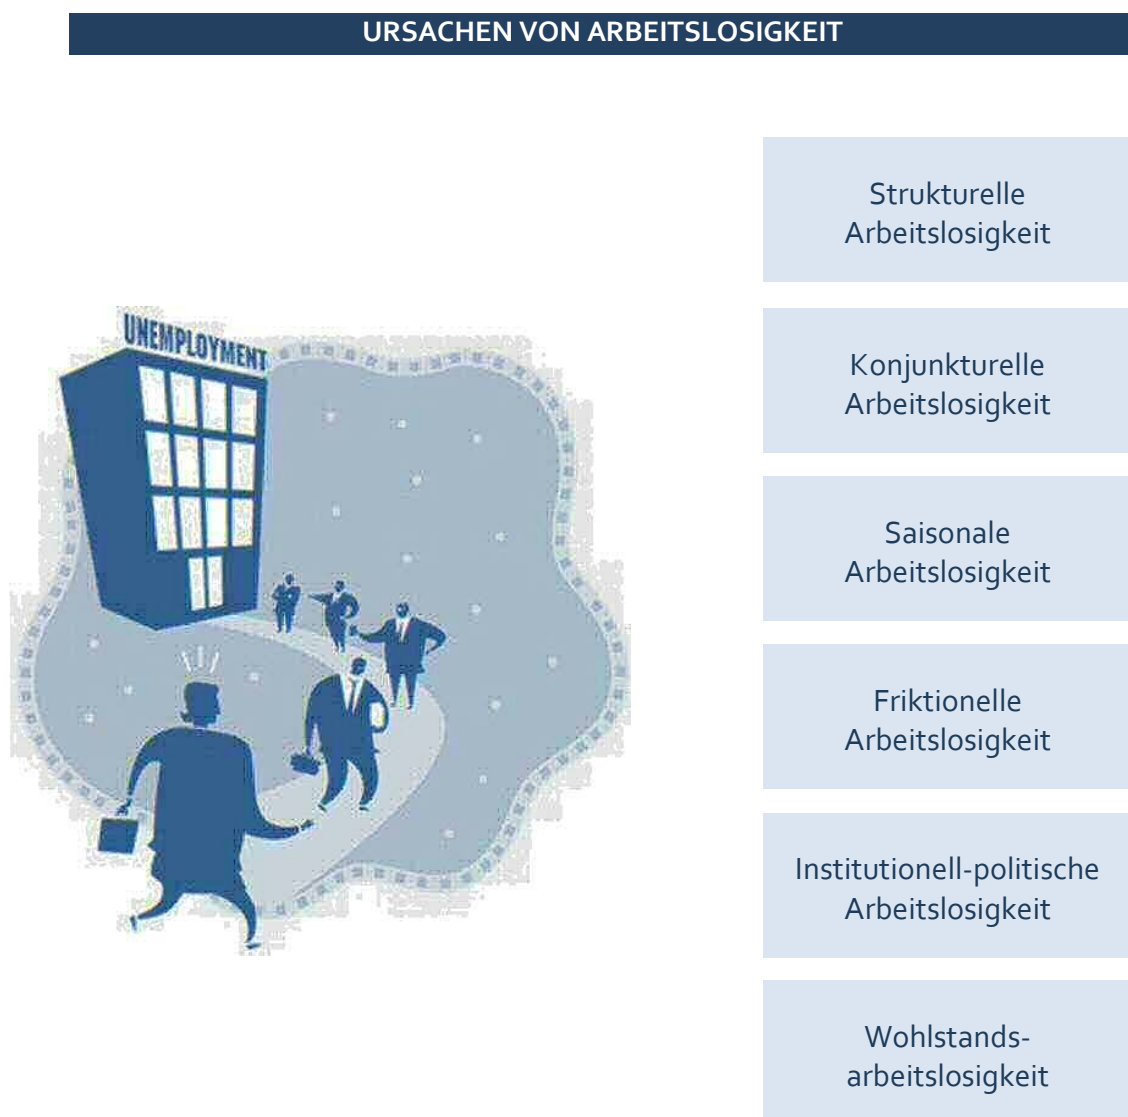 URSACHEN VON ARBEITSLOSIGKEIT
UNEMPLOYMENT
Strukturelle
Arbeitslosigkeit
Konjunkturelle
Arbeitslosigkeit
Saisonale
Arbeitslosigkeit
Friktionelle
Arbeitslosigkeit
Institutionell-politische
Arbeitslosigkeit
Wohlstands-
arbeitslosigkeit